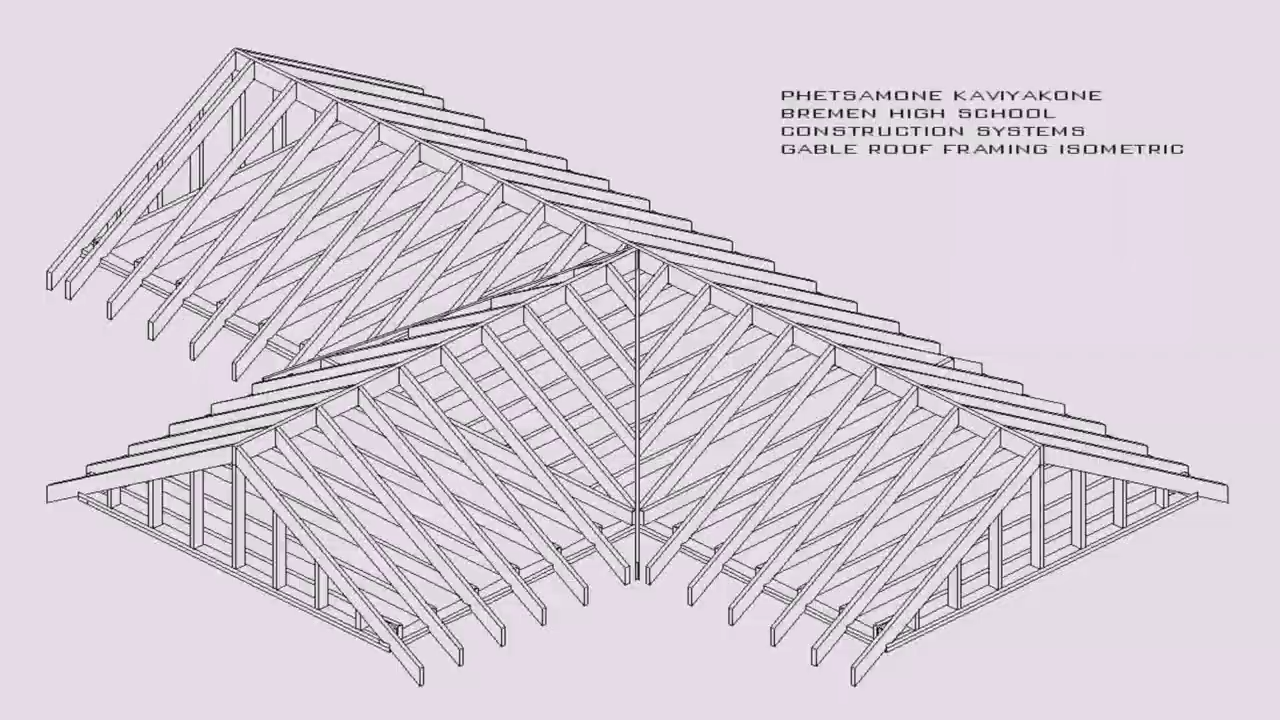 PHETSAMONE KAVIYAKONE
BREMEN HIGH SCHOOL
CONSTRUCTION SYSTEMS
GABLE ROOF FRAMING ISOMETRIC